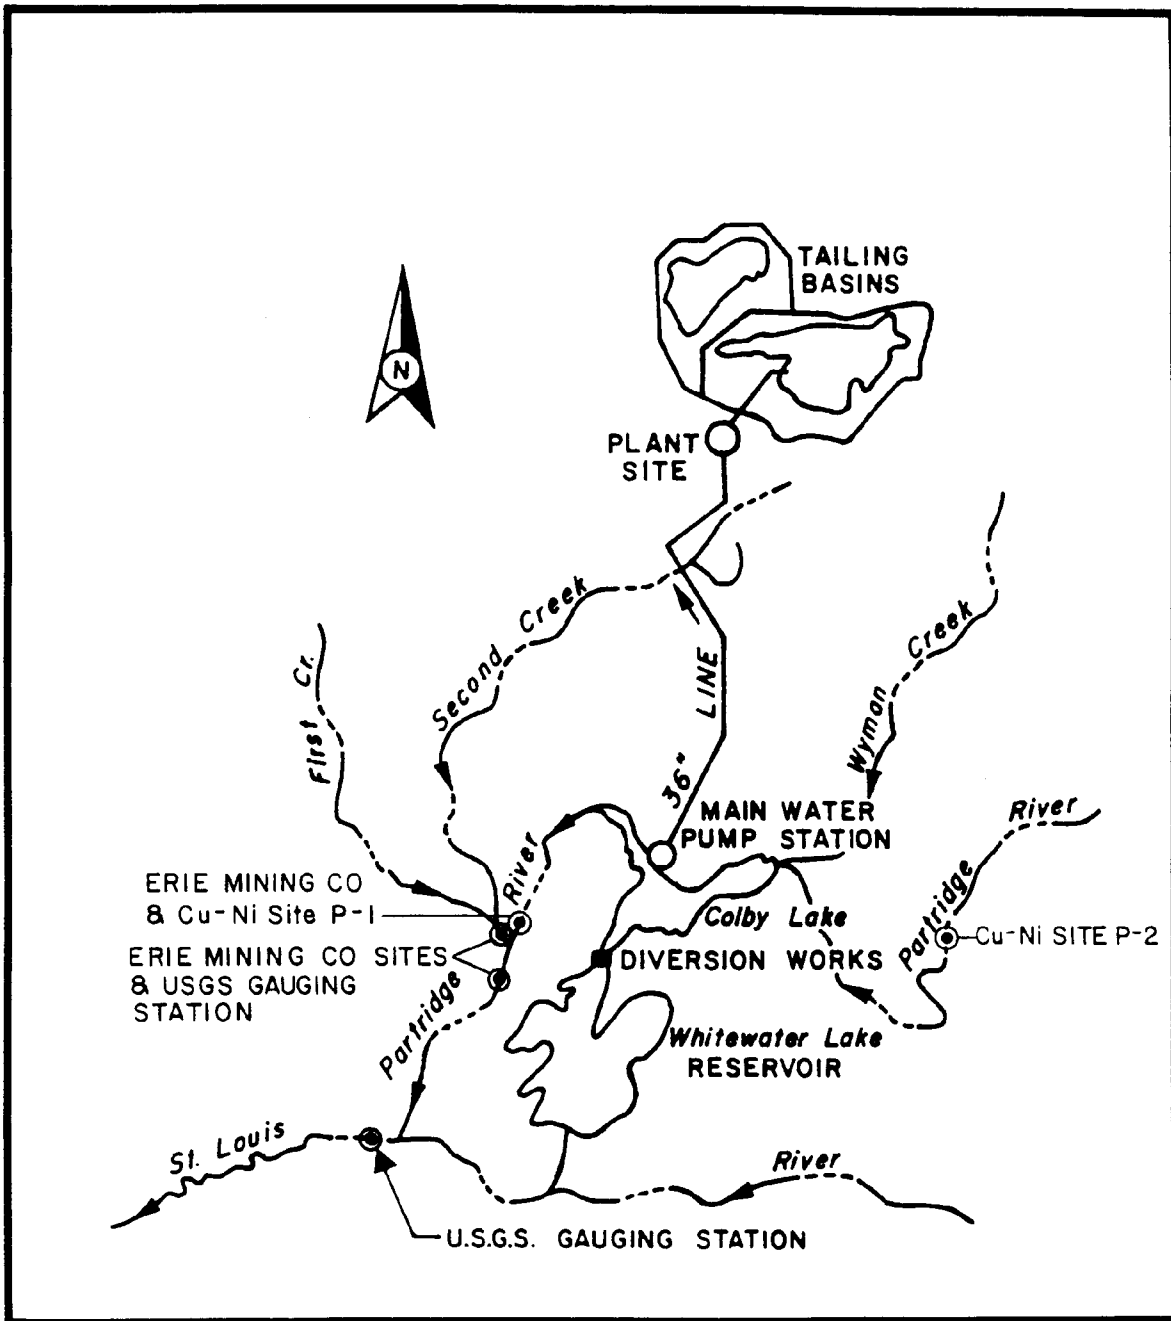 TAILING
BASINS
N
PLANT
SITE
Second Creek
First Cr.
LINE
36"
Wyman Creek
MAIN WATER
PUMP STATION
River
Partridge
Cu-Ni SITE P-2
River
ERIE MINING CO
& Cu-Ni Site P-1
ERIE MINING CO SITES
& USGS GAUGING
STATION
Partridge
Colby Lake
DIVERSION WORKS
Whitewater Lake
RESERVOIR
St. Louis
River
U.S.G.S. GAUGING STATION